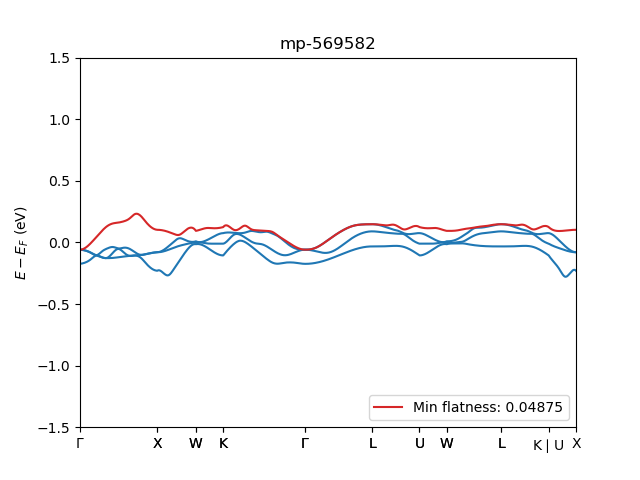 mp-569582
1.5
1.0
0.5
0.0
−0.5
−1.0
−1.5
E − E_F (eV)
Min flatness: 0.04875
Γ X W K Γ L U W L K | U X